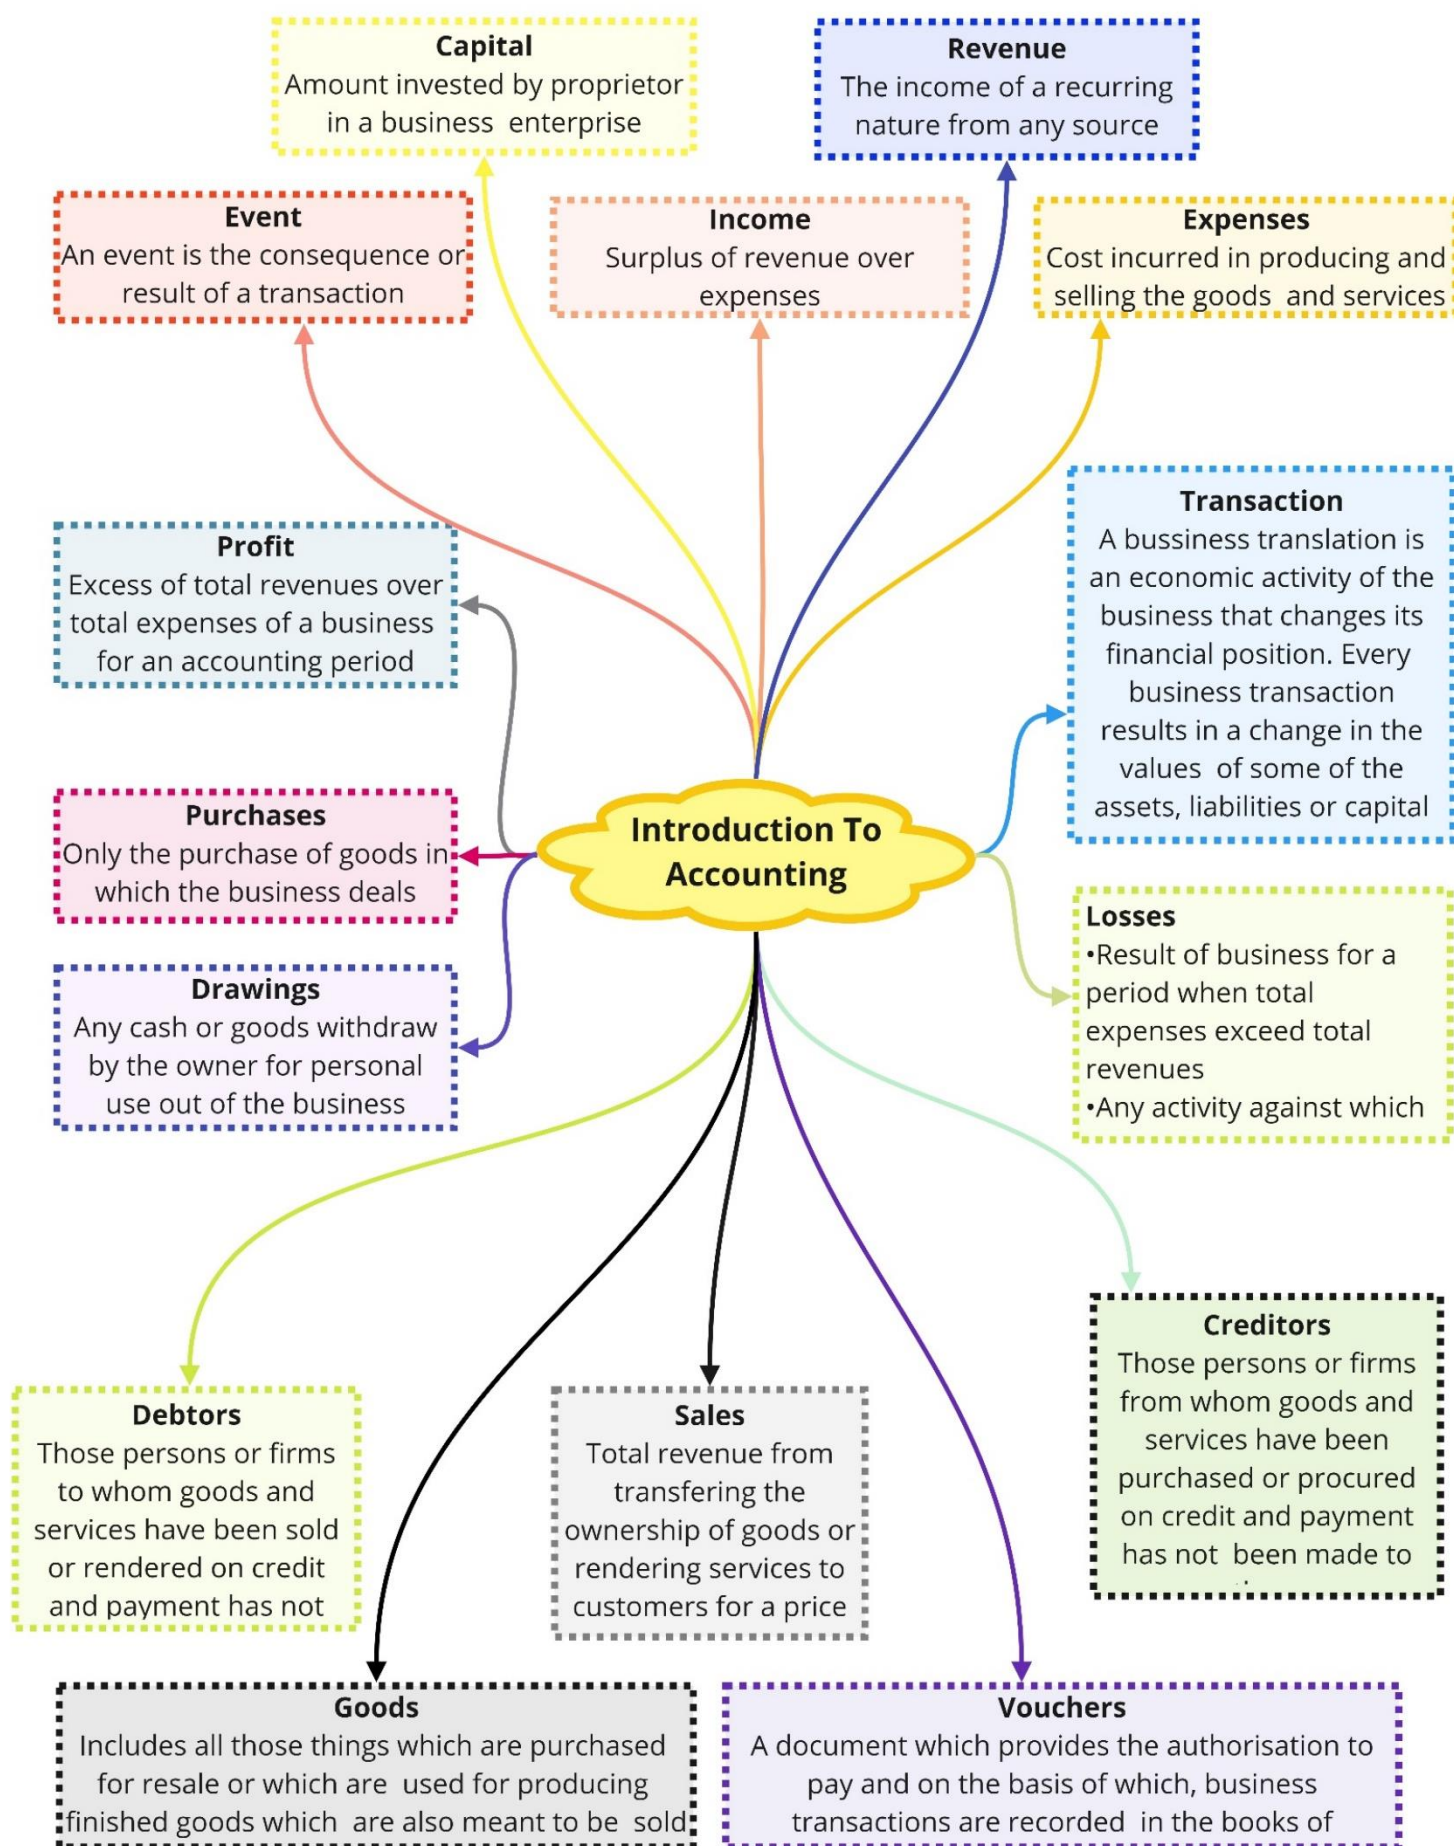 Capital
Amount invested by proprietor
in a business enterprise
Revenue
The income of a recurring
nature from any source
Event
An event is the consequence or
result of a transaction
Income
Surplus of revenue over
expenses
Expenses
Cost incurred in producing and
selling the goods and services
Transaction
A bussiness translation is
an economic activity of the
business that changes its
financial position. Every
business transaction
results in a change in the
values of some of the
assets, liabilities or capital
Profit
Excess of total revenues over
total expenses of a business
for an accounting period
Introduction To
Accounting
Purchases
Only the purchase of goods in
which the business deals
Losses
•Result of business for a
period when total
expenses exceed total
revenues
•Any activity against which
Drawings
Any cash or goods withdraw
by the owner for personal
use out of the business
Creditors
Those persons or firms
from whom goods and
services have been
purchased or procured
on credit and payment
has not been made to
Debtors
Those persons or firms
to whom goods and
services have been sold
or rendered on credit
and payment has not
Sales
Total revenue from
transfering the
ownership of goods or
rendering services to
customers for a price
Goods
Includes all those things which are purchased
for resale or which are used for producing
finished goods which are also meant to be sold
Vouchers
A document which provides the authorisation to
pay and on the basis of which, business
transactions are recorded in the books of